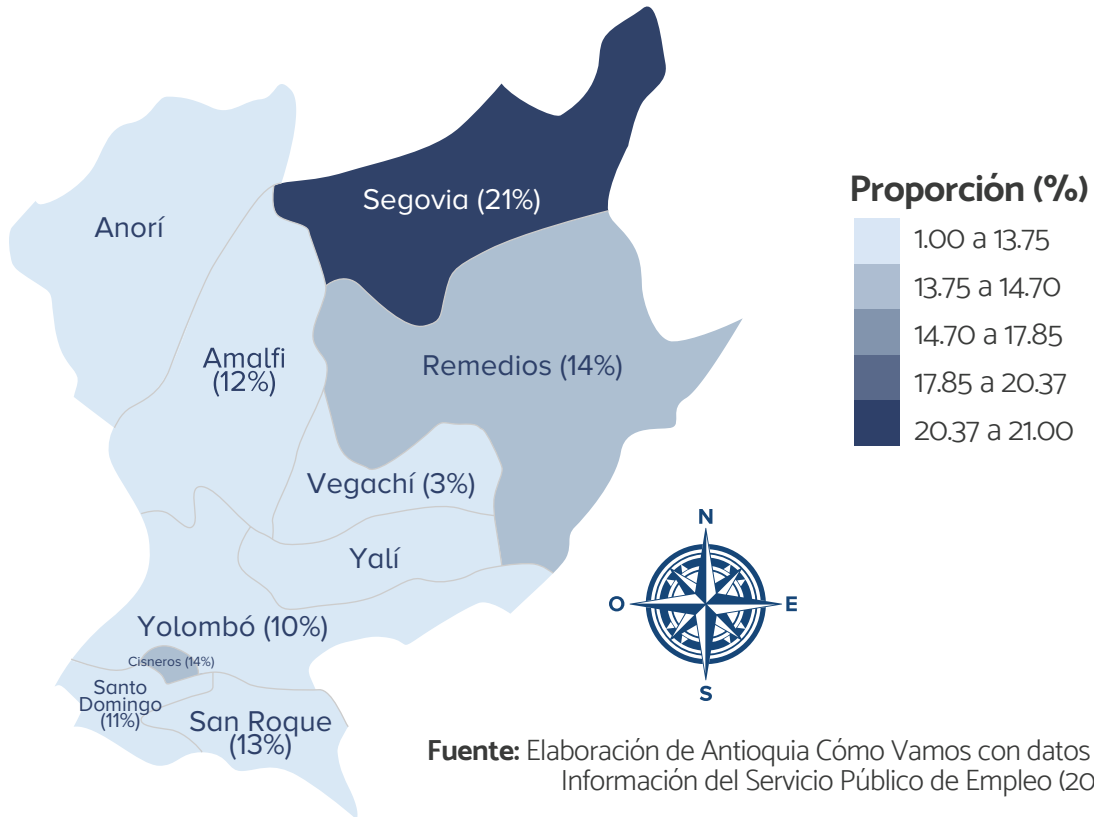 Segovia (21%)
Anorí
Amalfi
(12%)
Remedios (14%)
Vegachí (3%)
Yalí
Yolombó (10%)
Cisneros (14%)
Santo
Domingo
(11%)
San Roque
(13%)
Proporción (%)
1.00 a 13.75
13.75 a 14.70
14.70 a 17.85
17.85 a 20.37
20.37 a 21.00
N
O
E
S
Fuente: Elaboración de Antioquia Cómo Vamos con datos
Información del Servicio Público de Empleo (20